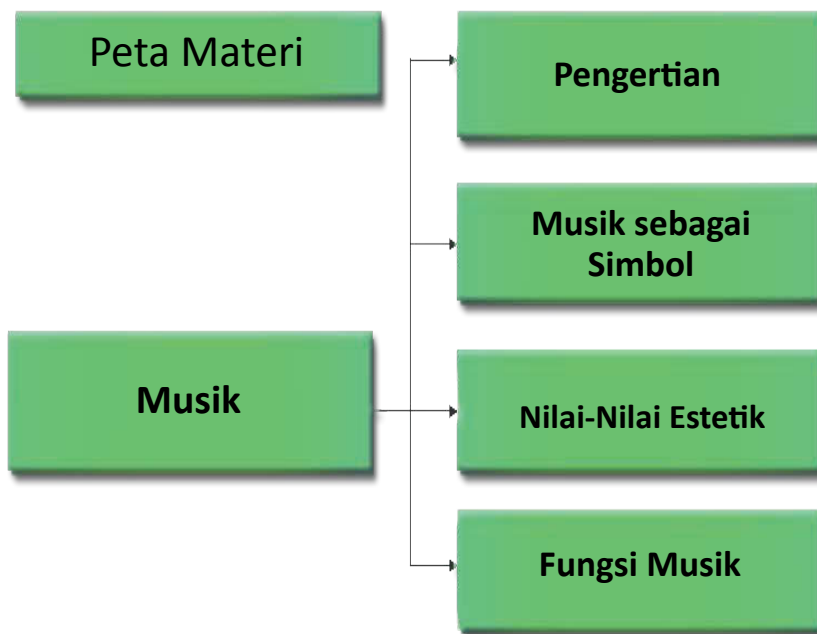 Peta Materi
Pengertian
Musik sebagai
Simbol
Musik
Nilai-Nilai Estetik
Fungsi Musik